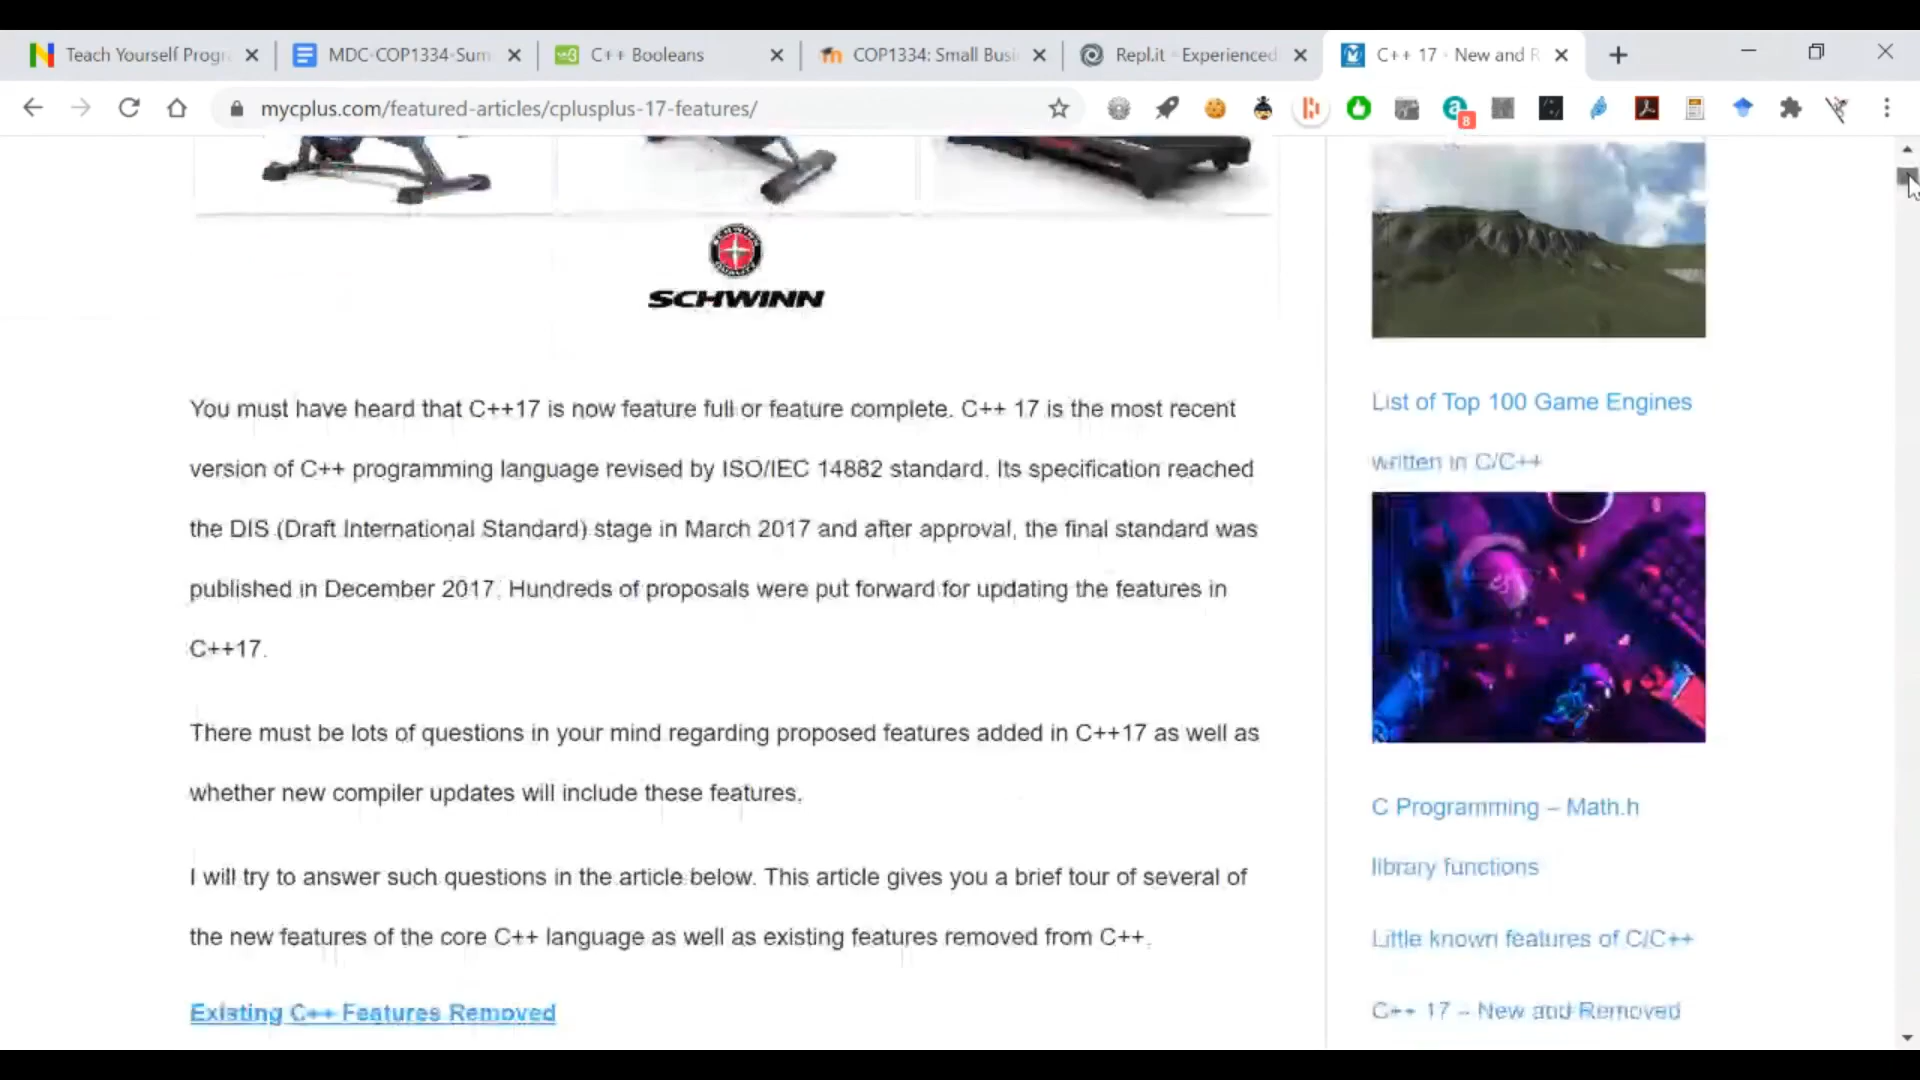 Teach Yourself Progr
MDC-COP1334-Sum
C++ Booleans
COP1334: Small Busi
Repl.it - Experienced
C++ 17 - New and R
mycplus.com/featured-articles/cplusplus-17-features/
8
SCHWINN
You must have heard that C++17 is now feature full or feature complete. C++ 17 is the most recent
version of C++ programming language revised by ISO/IEC 14882 standard. Its specification reached
the DIS (Draft International Standard) stage in March 2017 and after approval, the final standard was
published in December 2017. Hundreds of proposals were put forward for updating the features in
C++17.
There must be lots of questions in your mind regarding proposed features added in C++17 as well as
whether new compiler updates will include these features.
I will try to answer such questions in the article below. This article gives you a brief tour of several of
the new features of the core C++ language as well as existing features removed from C++.
Existing C++ Features Removed
List of Top 100 Game Engines
written in C/C++
C Programming – Math.h
library functions
Little known features of C/C++
C++ 17 – New and Removed